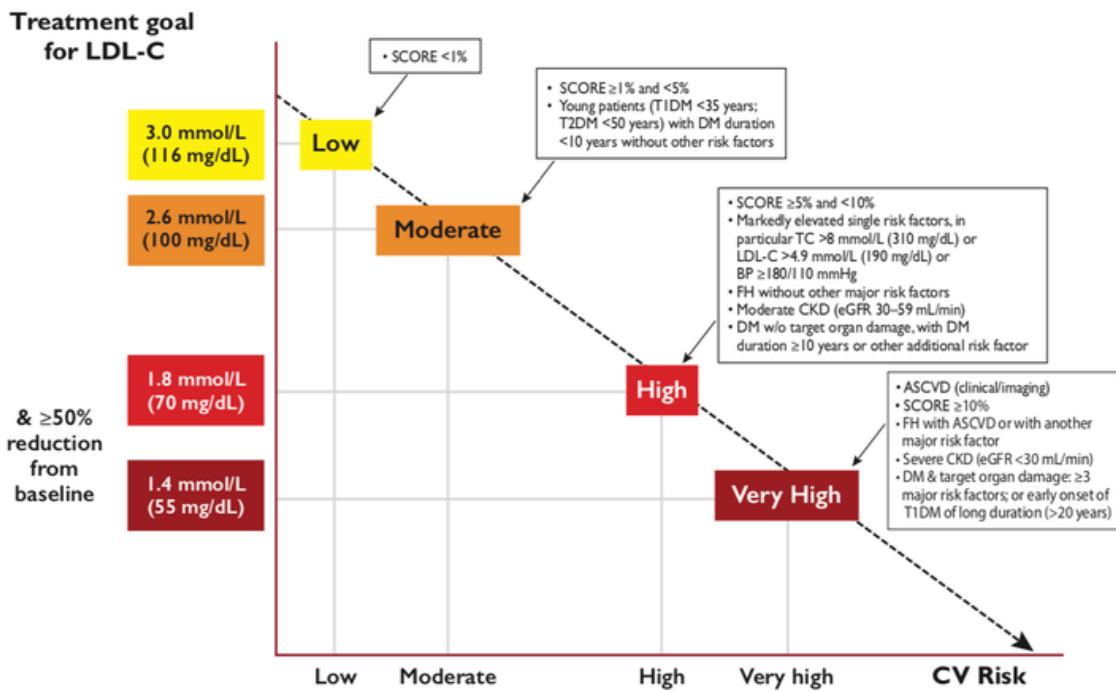 Treatment goal
for LDL-C
• SCORE <1%
• SCORE ≥1% and <5%
• Young patients (T1DM <35 years;
T2DM <50 years) with DM duration
<10 years without other risk factors
3.0 mmol/L
(116 mg/dL)
Low
2.6 mmol/L
(100 mg/dL)
Moderate
• SCORE ≥5% and <10%
• Markedly elevated single risk factors, in
particular TC >8 mmol/L (310 mg/dL) or
LDL-C >4.9 mmol/L (190 mg/dL) or
BP ≥180/110 mmHg
• FH without other major risk factors
• Moderate CKD (eGFR 30–59 mL/min)
• DM w/o target organ damage, with DM
duration ≥10 years or other additional risk factor
1.8 mmol/L
(70 mg/dL)
High
& ≥50%
reduction
from
baseline
• ASCVD (clinical/imaging)
• SCORE ≥10%
• FH with ASCVD or with another
major risk factor
• Severe CKD (eGFR <30 mL/min)
• DM & target organ damage: ≥3
major risk factors; or early onset of
T1DM of long duration (>20 years)
1.4 mmol/L
(55 mg/dL)
Very High
Low
Moderate
High
Very high
CV Risk